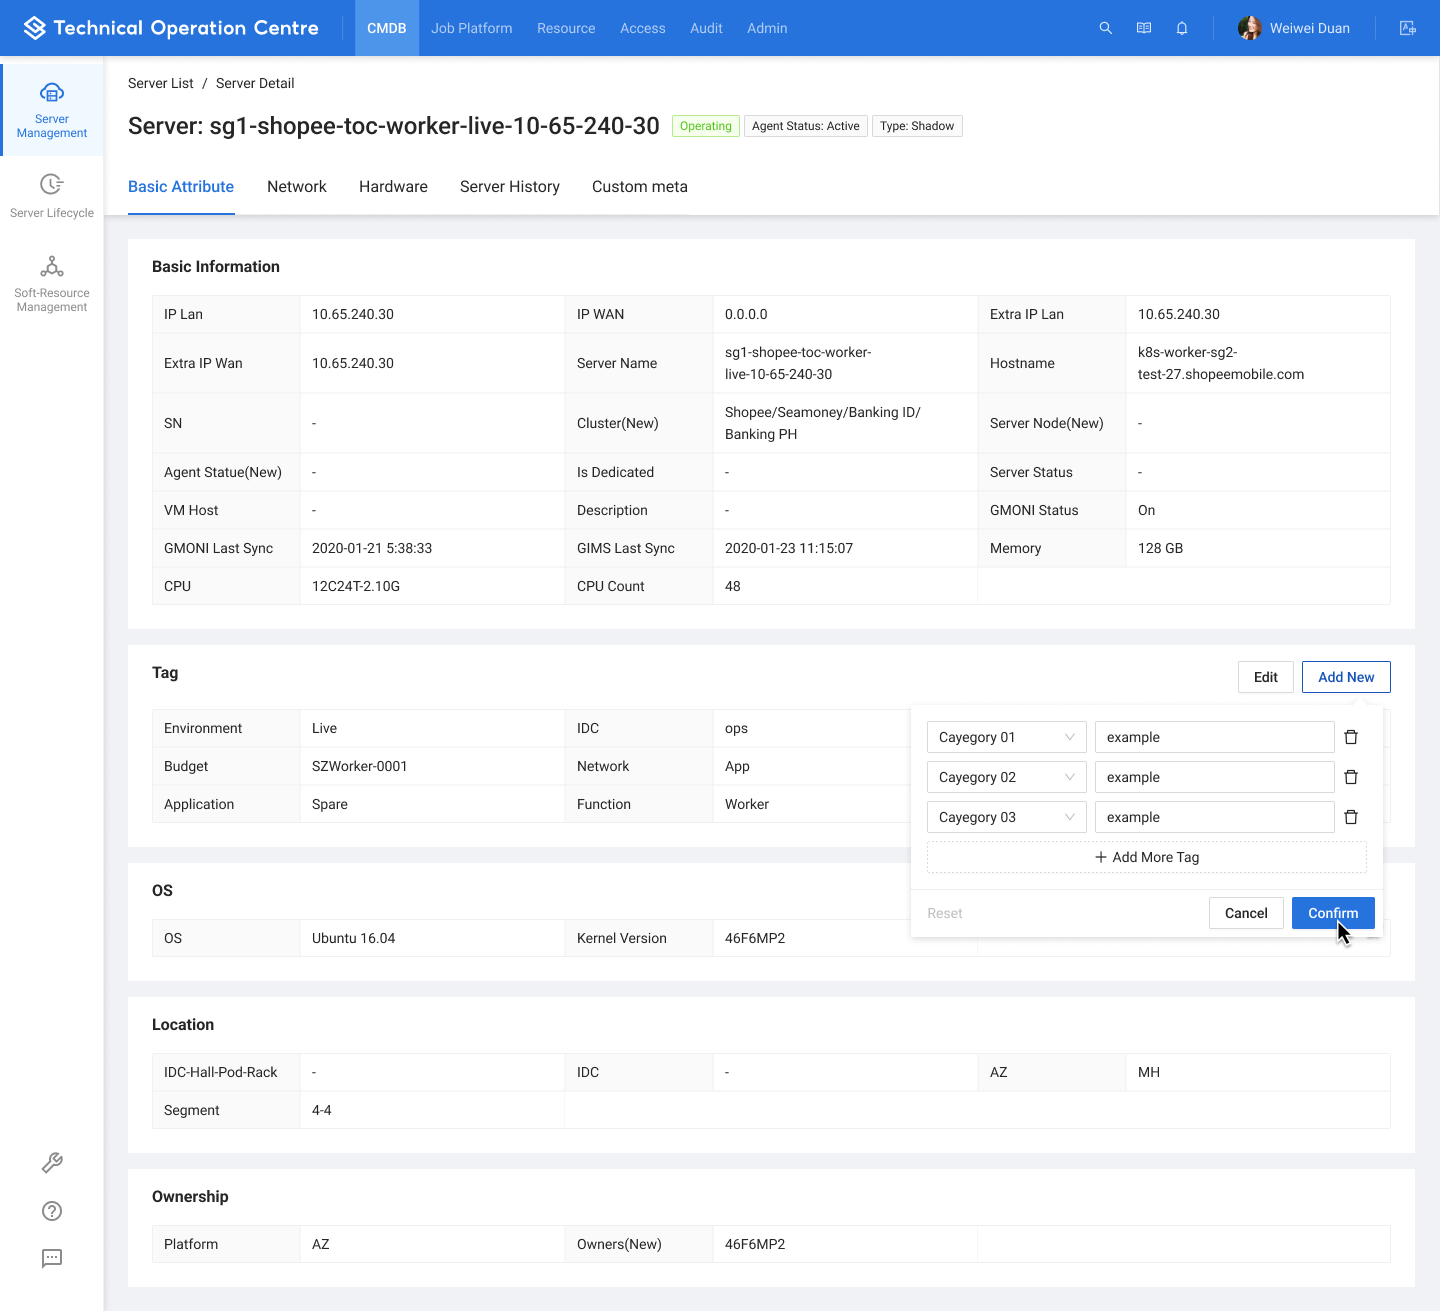 Technical Operation Centre
CMDB Job Platform Resource Access Audit Admin
Weiwei Duan
Server
Management
Server Lifecycle
Soft-Resource
Management
Server List / Server Detail
Server: sg1-shopee-toc-worker-live-10-65-240-30 Operating Agent Status: Active Type: Shadow
Basic Attribute Network Hardware Server History Custom meta
Basic Information
IP Lan 10.65.240.30 IP WAN 0.0.0.0 Extra IP Lan 10.65.240.30
Extra IP Wan 10.65.240.30 Server Name sg1-shopee-toc-worker-
live-10-65-240-30 Hostname k8s-worker-sg2-
test-27.shopeemobile.com
SN - Cluster(New) Shopee/Seamoney/Banking ID/
Banking PH Server Node(New) -
Agent Statue(New) - Is Dedicated - Server Status -
VM Host - Description - GMONI Status On
GMONI Last Sync 2020-01-21 5:38:33 GIMS Last Sync 2020-01-23 11:15:07 Memory 128 GB
CPU 12C24T-2.10G CPU Count 48
Tag
Edit Add New
Environment Live IDC ops
Budget SZWorker-0001 Network App
Application Spare Function Worker
Cayegory 01 example
Cayegory 02 example
Cayegory 03 example
+ Add More Tag
Reset Cancel Confirm
OS
OS Ubuntu 16.04 Kernel Version 46F6MP2
Location
IDC-Hall-Pod-Rack - IDC - AZ MH
Segment 4-4
Ownership
Platform AZ Owners(New) 46F6MP2